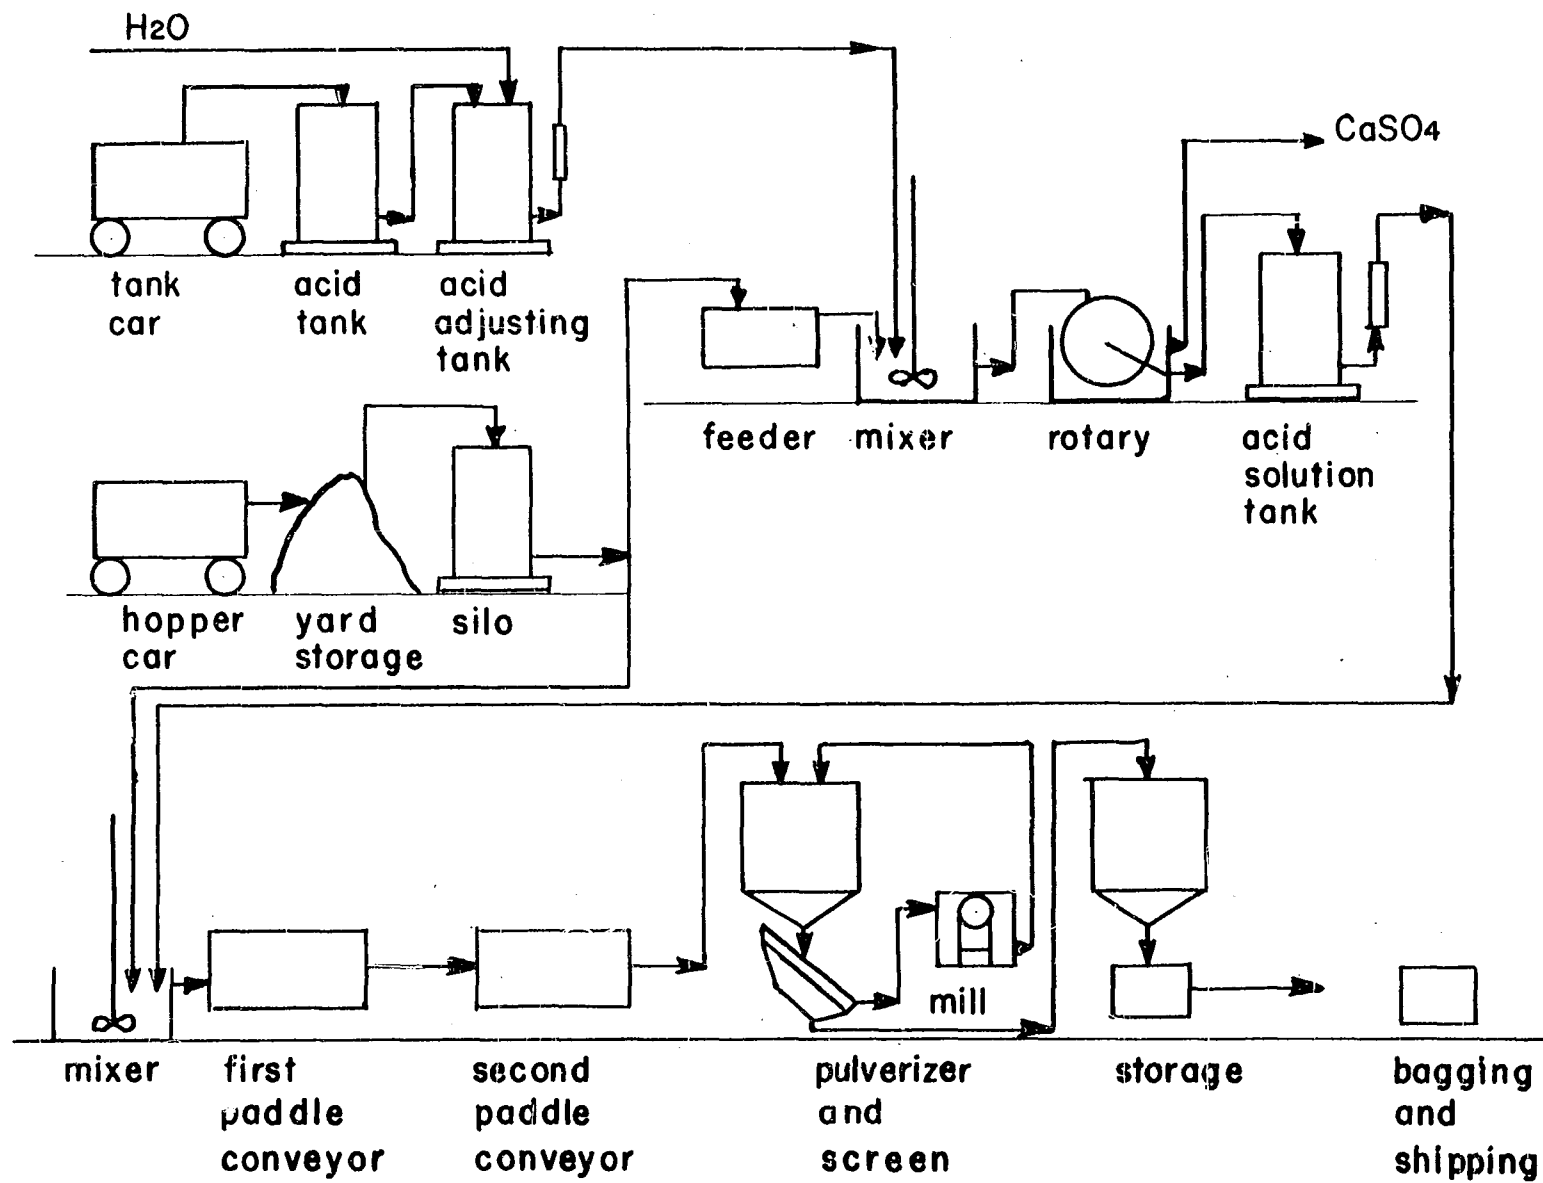 H2O
CaSO4
tank
car
acid
tank
acid
adjusting
tank
feeder
mixer
rotary
acid
solution
tank
hopper
car
yard
storage
silo
mill
mixer
first
paddle
conveyor
second
paddle
conveyor
pulverizer
and
screen
storage
bagging
and
shipping